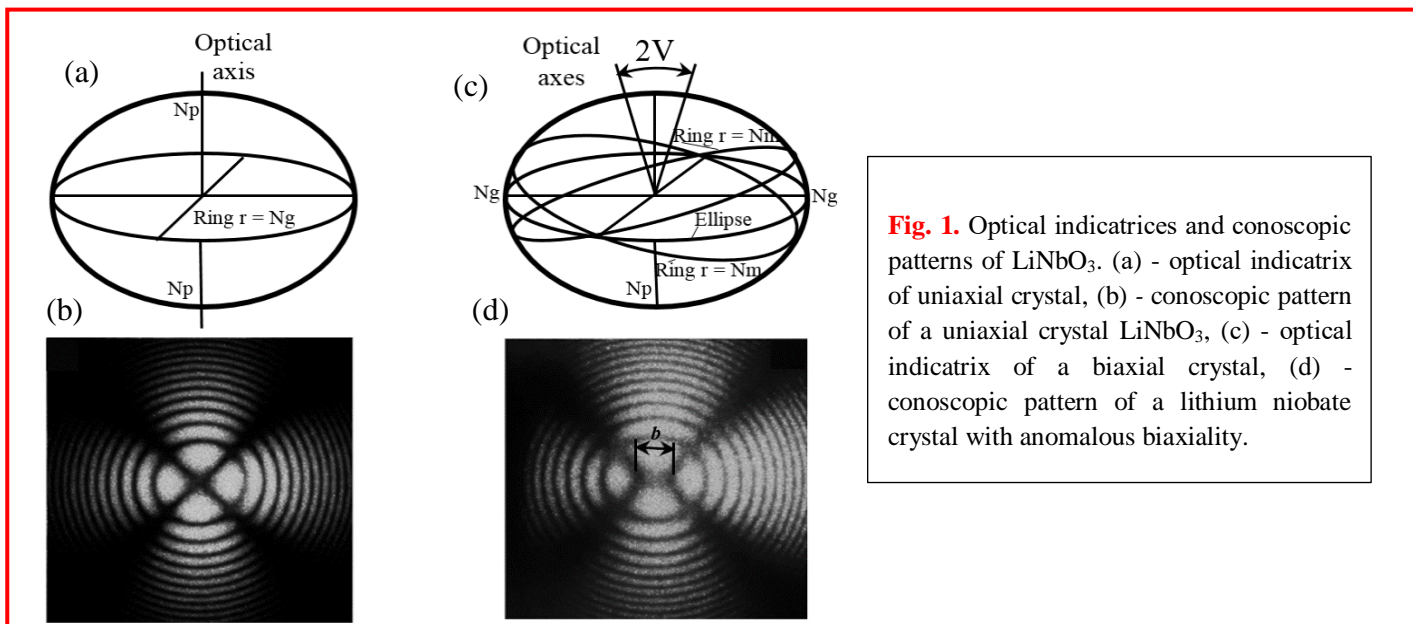 Optical
axis
(a)
Np
Ring r = Ng
Np
(b)
Optical
axes
2V
(c)
Ring r = Nm
Ng
Ng
Ellipse
Ring r = Nm
Np
(d)
b
Fig. 1. Optical indicatrices and conoscopic
patterns of LiNbO₃. (a) - optical indicatrix
of uniaxial crystal, (b) - conoscopic pattern
of a uniaxial crystal LiNbO₃, (c) - optical
indicatrix of a biaxial crystal, (d) -
conoscopic pattern of a lithium niobate
crystal with anomalous biaxiality.